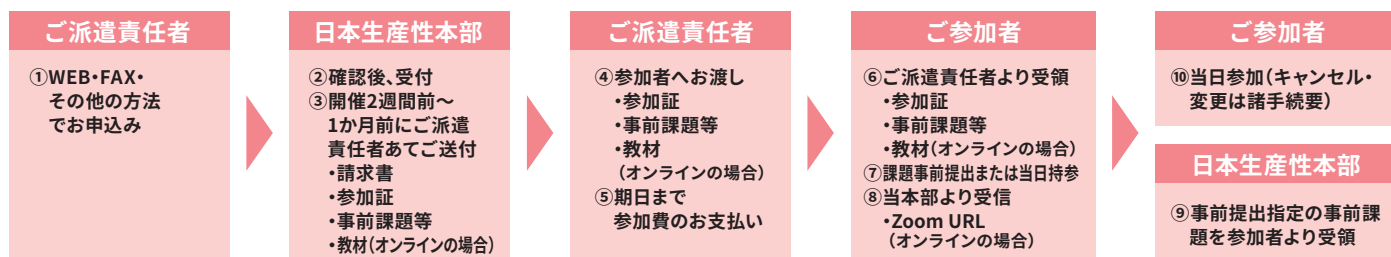 ご派遣責任者
①WEB・FAX・
その他の方法
でお申込み
日本生産性本部
②確認後、受付
③開催2週間前～
1か月前にご派遣
責任者あてご送付
・請求書
・参加証
・事前課題等
・教材(オンラインの場合)
ご派遣責任者
④参加者へお渡し
・参加証
・事前課題等
・教材
(オンラインの場合)
⑤期日まで
参加費のお支払い
ご参加者
⑥ご派遣責任者より受領
・参加証
・事前課題等
・教材(オンラインの場合)
⑦課題事前提出または当日持参
⑧当本部より受信
・Zoom URL
(オンラインの場合)
ご参加者
⑩当日参加(キャンセル・
変更は諸手続要)
日本生産性本部
⑨事前提出指定の事前課
題を参加者より受領